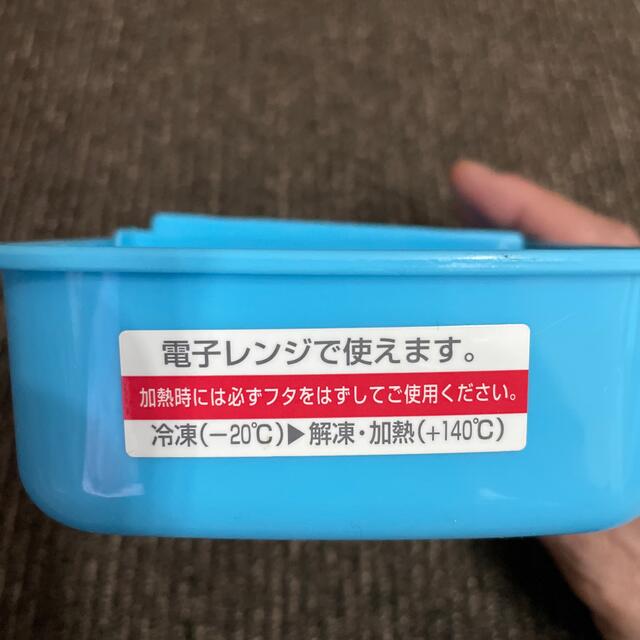 電子レンジで使えます。
加熱時には必ずフタをはずしてご使用ください。
冷凍(−20℃)▶解凍・加熱(+140℃)